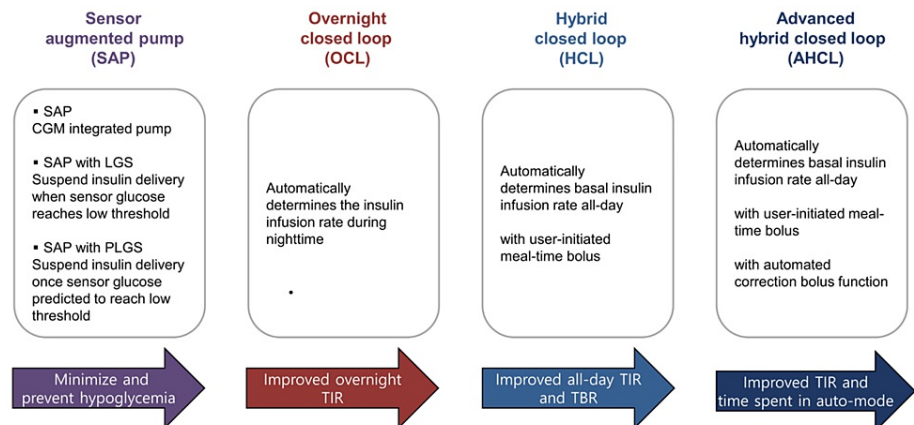 Sensor
augmented pump
(SAP)
▪ SAP
CGM integrated pump
▪ SAP with LGS
Suspend insulin delivery
when sensor glucose
reaches low threshold
▪ SAP with PLGS
Suspend insulin delivery
once sensor glucose
predicted to reach low
threshold
Minimize and
prevent hypoglycemia
Overnight
closed loop
(OCL)
Automatically
determines the insulin
infusion rate during
nighttime
•
Improved overnight
TIR
Hybrid
closed loop
(HCL)
Automatically
determines basal insulin
infusion rate all-day
with user-initiated
meal-time bolus
Improved all-day TIR
and TBR
Advanced
hybrid closed loop
(AHCL)
Automatically
determines basal insulin
infusion rate all-day
with user-initiated meal-
time bolus
with automated
correction bolus function
Improved TIR and
time spent in auto-mode